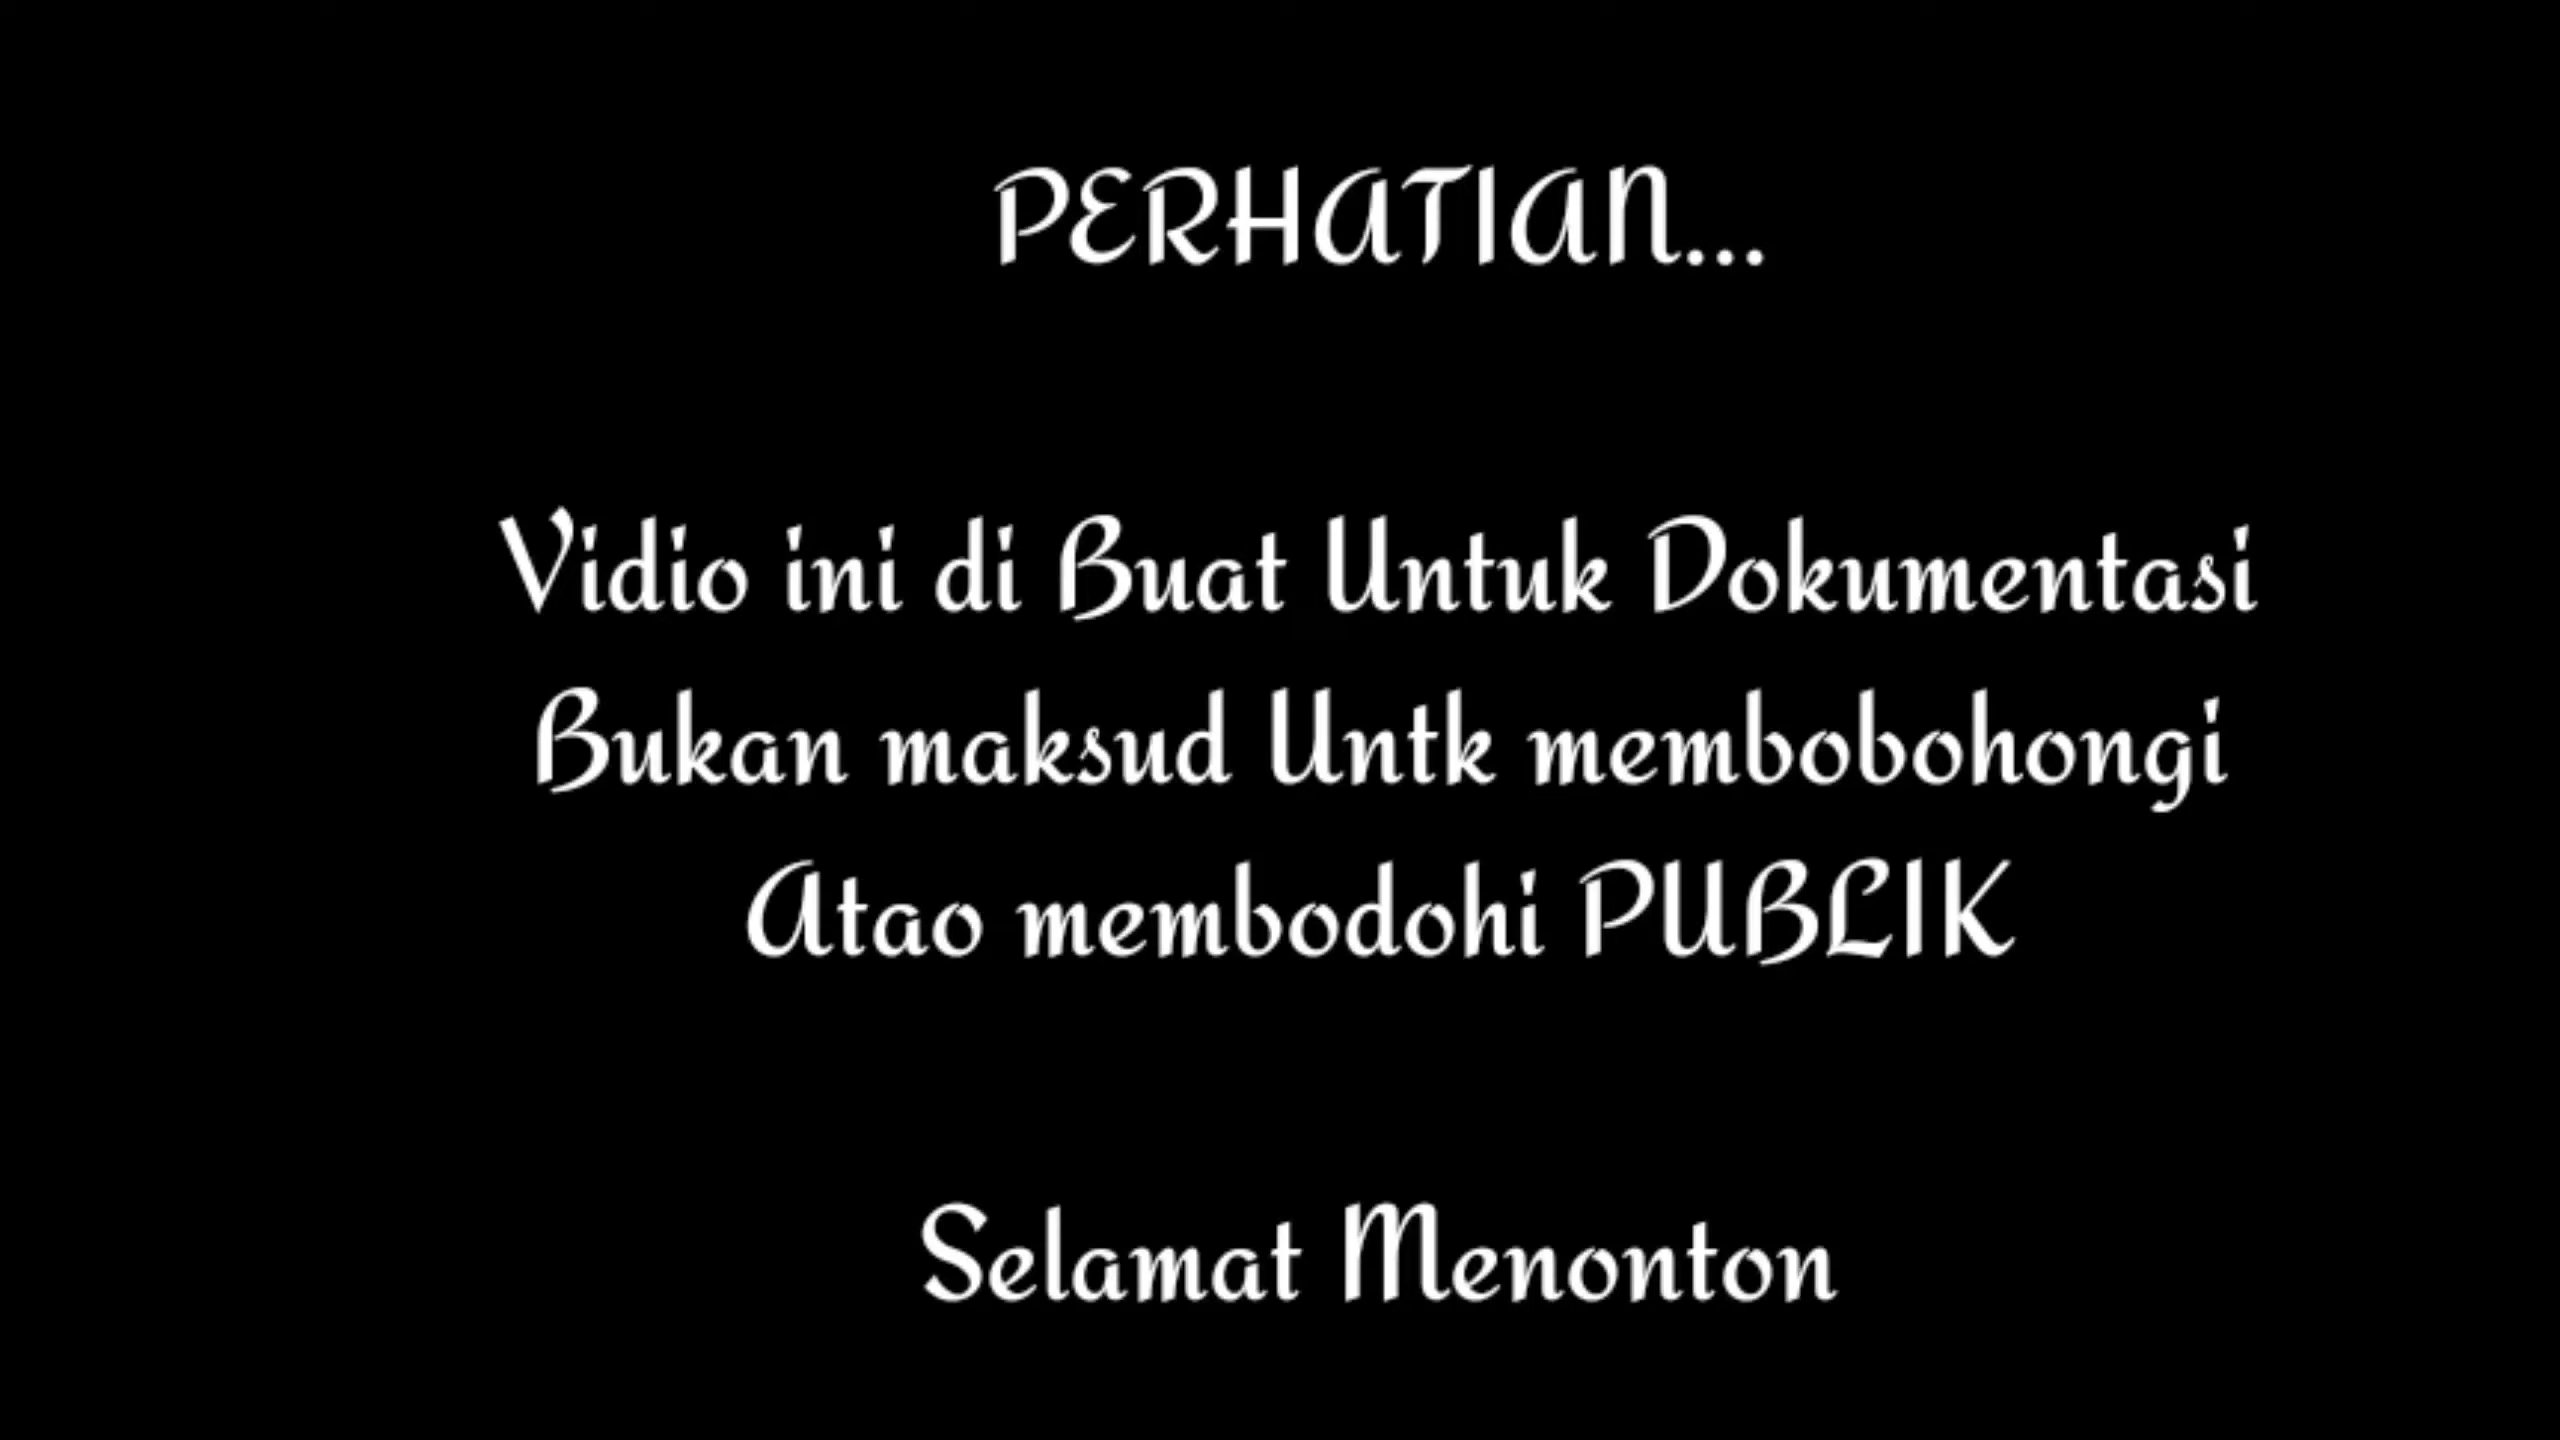 PERHATIAN...
Vidio ini di Buat Untuk Dokumentasi
Bukan maksud Untk membobohongi
Atao membodohi PUBLIK
Selamat Menonton